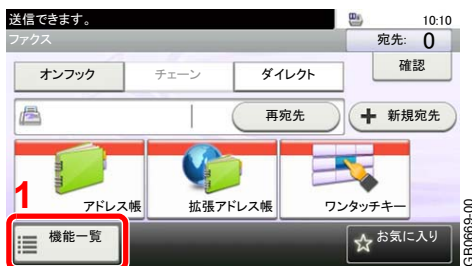 送信できます。
10:10
ファクス
宛先: 0
オンフック
チェーン
ダイレクト
確認
再宛先
+ 新規宛先
1
アドレス帳
拡張アドレス帳
ワンタッチキー
機能一覧
お気に入り
GB0669-00